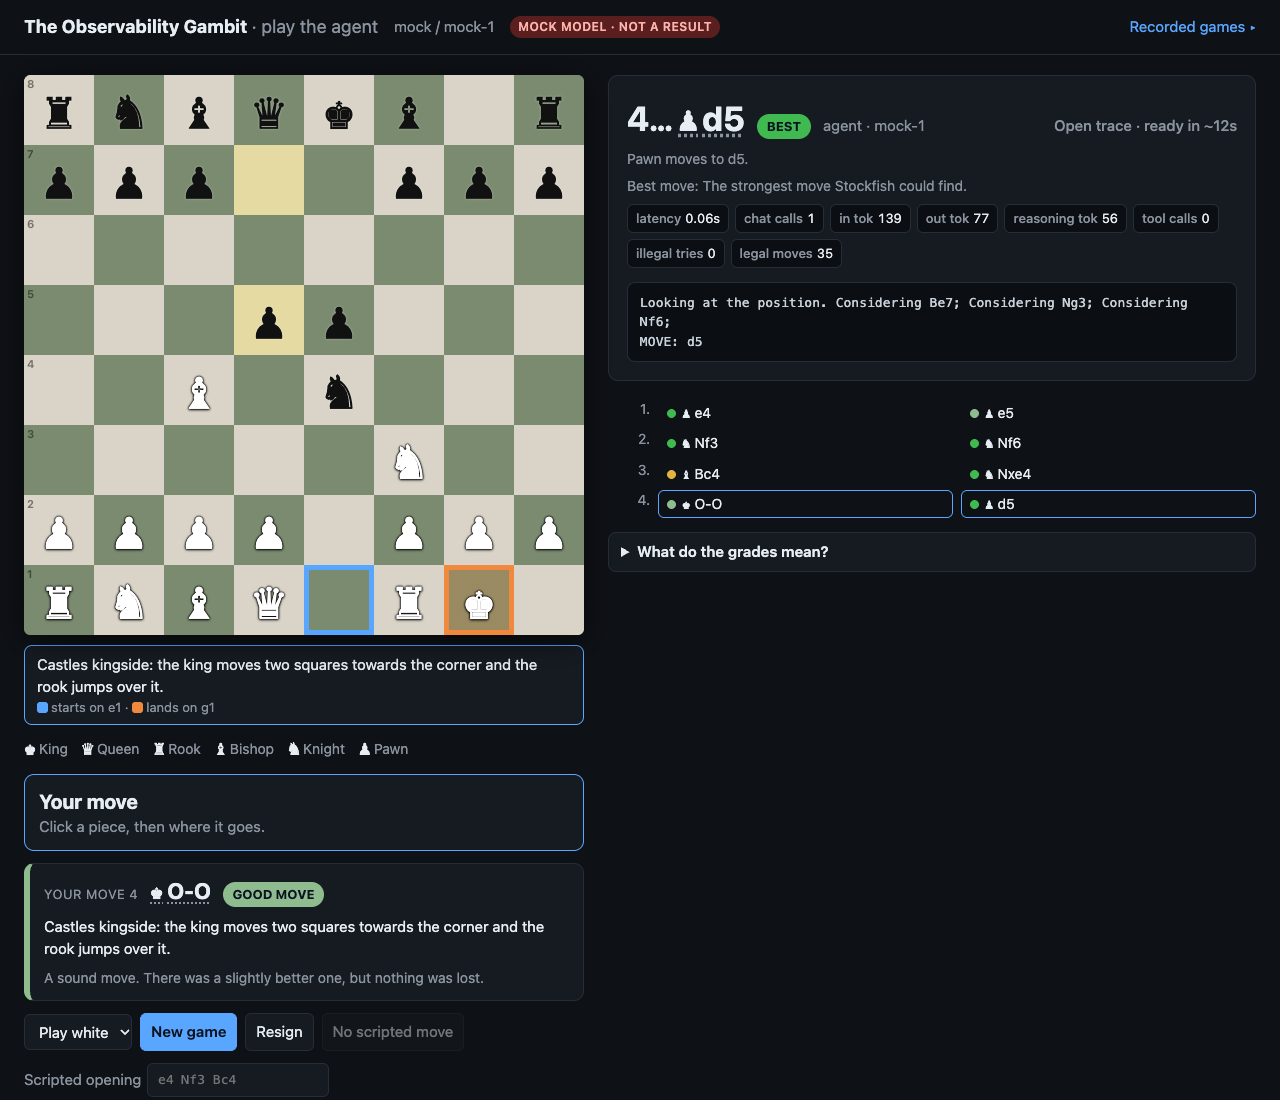 The Observability Gambit · play the agent mock / mock-1 MOCK MODEL · NOT A RESULT Recorded games ▸
8
7
6
5
4
3
2
1
Castles kingside: the king moves two squares towards the corner and the
rook jumps over it.
starts on e1 · lands on g1
♚ King ♛ Queen ♜ Rook ♝ Bishop ♞ Knight ♟ Pawn
Your move
Click a piece, then where it goes.
YOUR MOVE 4 ♚ O-O GOOD MOVE
Castles kingside: the king moves two squares towards the corner and the
rook jumps over it.
A sound move. There was a slightly better one, but nothing was lost.
Play white New game Resign No scripted move
Scripted opening e4 Nf3 Bc4
4… ♟d5 BEST agent · mock-1 Open trace · ready in ~12s
Pawn moves to d5.
Best move: The strongest move Stockfish could find.
latency 0.06s chat calls 1 in tok 139 out tok 77 reasoning tok 56 tool calls 0
illegal tries 0 legal moves 35
Looking at the position. Considering Be7; Considering Ng3; Considering
Nf6;
MOVE: d5
1. ♟ e4 ♟ e5
2. ♞ Nf3 ♞ Nf6
3. ♝ Bc4 ♞ Nxe4
4. ♚ O-O ♟ d5
▶ What do the grades mean?